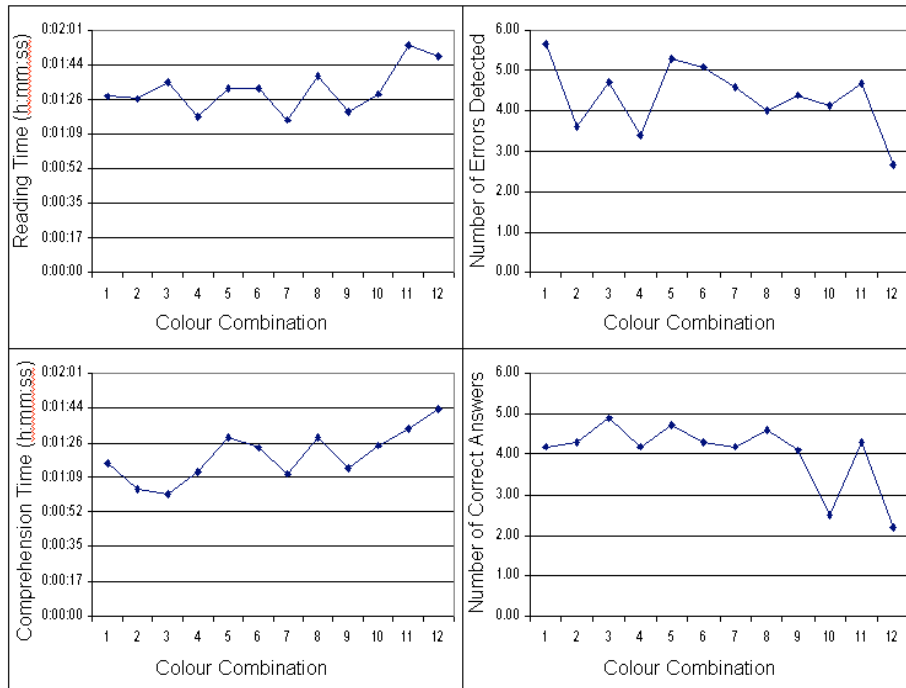 Reading Time (h:mm:ss)
0:02:01
0:01:44
0:01:26
0:01:09
0:00:52
0:00:35
0:00:17
0:00:00
1 2 3 4 5 6 7 8 9 10 11 12
Colour Combination
Number of Errors Detected
6.00
5.00
4.00
3.00
2.00
1.00
0.00
1 2 3 4 5 6 7 8 9 10 11 12
Colour Combination
Comprehension Time (h:mm:ss)
0:02:01
0:01:44
0:01:26
0:01:09
0:00:52
0:00:35
0:00:17
0:00:00
1 2 3 4 5 6 7 8 9 10 11 12
Colour Combination
Number of Correct Answers
6.00
5.00
4.00
3.00
2.00
1.00
0.00
1 2 3 4 5 6 7 8 9 10 11 12
Colour Combination